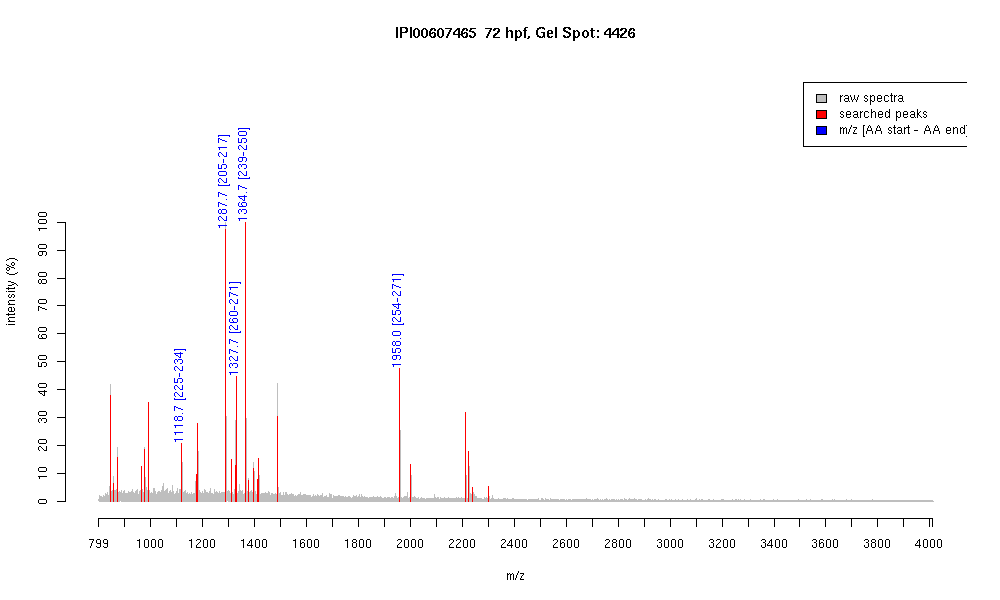 IPI00607465 72 hpf, Gel Spot: 4426
raw spectra
searched peaks
m/z [AA start - AA end]
1118.7 [225-234]
1287.7 [205-217]
1327.7 [260-271]
1364.7 [239-250]
1958.0 [254-271]
intensity (%)
100
90
80
70
60
50
40
30
20
10
0
799 1000 1200 1400 1600 1800 2000 2200 2400 2600 2800 3000 3200 3400 3600 3800 4000
m/z